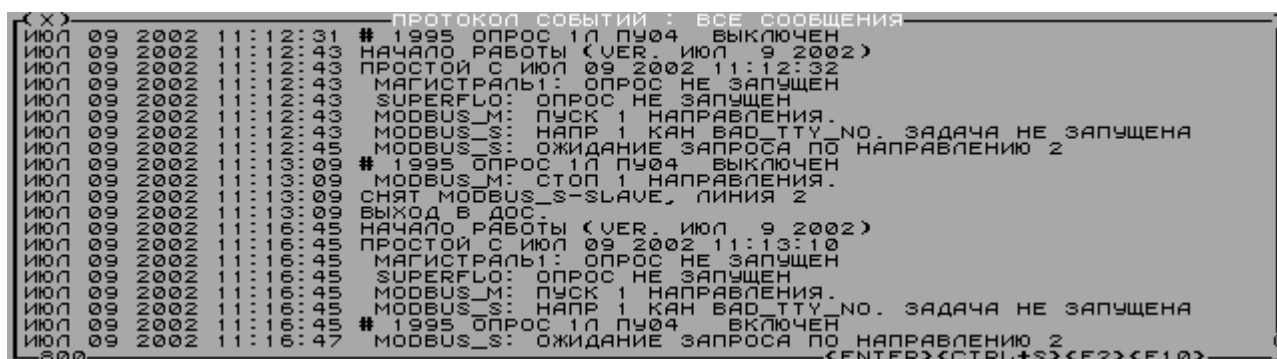 (X) ПРОТОКОЛ СОБЫТИЙ : ВСЕ СООБЩЕНИЯ
ИЮЛ 09 2002 11:12:31 # 1995 ОПРОС 1Л ПУ04 ВЫКЛЮЧЕН
ИЮЛ 09 2002 11:12:43 НАЧАЛО РАБОТЫ (VER. ИЮЛ 9 2002)
ИЮЛ 09 2002 11:12:43 ПРОСТОЙ С ИЮЛ 09 2002 11:12:32
ИЮЛ 09 2002 11:12:43 МАГИСТРАЛЬ1: ОПРОС НЕ ЗАПУЩЕН
ИЮЛ 09 2002 11:12:43 SUPERFLO: ОПРОС НЕ ЗАПУЩЕН
ИЮЛ 09 2002 11:12:43 MODBUS_M: ПУСК 1 НАПРАВЛЕНИЯ.
ИЮЛ 09 2002 11:12:43 MODBUS_S: НАПР 1 КАН BAD_TTY_NO. ЗАДАЧА НЕ ЗАПУЩЕНА
ИЮЛ 09 2002 11:12:45 MODBUS_S: ОЖИДАНИЕ ЗАПРОСА ПО НАПРАВЛЕНИЮ 2
ИЮЛ 09 2002 11:13:09 # 1995 ОПРОС 1Л ПУ04 ВЫКЛЮЧЕН
ИЮЛ 09 2002 11:13:09 MODBUS_M: СТОП 1 НАПРАВЛЕНИЯ.
ИЮЛ 09 2002 11:13:09 СНЯТ MODBUS_S-SLAVE, ЛИНИЯ 2
ИЮЛ 09 2002 11:13:09 ВЫХОД В ДОС.
ИЮЛ 09 2002 11:16:45 НАЧАЛО РАБОТЫ (VER. ИЮЛ 9 2002)
ИЮЛ 09 2002 11:16:45 ПРОСТОЙ С ИЮЛ 09 2002 11:13:10
ИЮЛ 09 2002 11:16:45 МАГИСТРАЛЬ1: ОПРОС НЕ ЗАПУЩЕН
ИЮЛ 09 2002 11:16:45 SUPERFLO: ОПРОС НЕ ЗАПУЩЕН
ИЮЛ 09 2002 11:16:45 MODBUS_M: ПУСК 1 НАПРАВЛЕНИЯ.
ИЮЛ 09 2002 11:16:45 MODBUS_S: НАПР 1 КАН BAD_TTY_NO. ЗАДАЧА НЕ ЗАПУЩЕНА
ИЮЛ 09 2002 11:16:45 # 1995 ОПРОС 1Л ПУ04 ВКЛЮЧЕН
ИЮЛ 09 2002 11:16:47 MODBUS_S: ОЖИДАНИЕ ЗАПРОСА ПО НАПРАВЛЕНИЮ 2
800 <ENTER><CTRL+S><F2><F10>